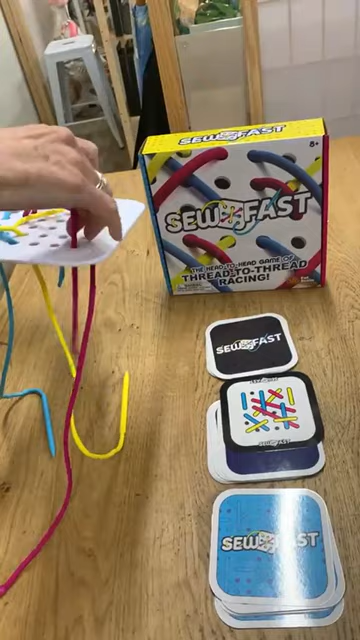 SEW FAST
8+
SEW FAST
THE HEAD-TO-HEAD GAME OF
THREAD-TO-THREAD
RACING!
SEW FAST
SEW FAST